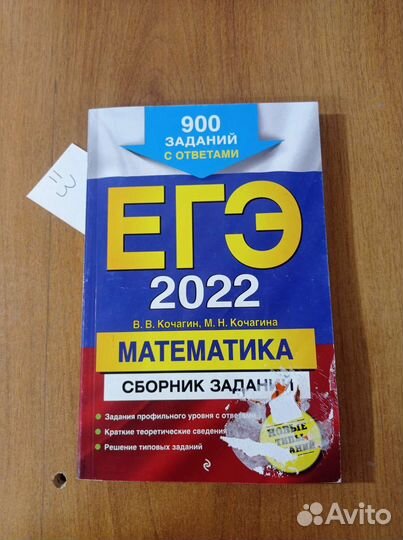 900
ЗАДАНИЙ
С ОТВЕТАМИ
ЕГЭ
2022
В. В. Кочагин, М. Н. Кочагина
МАТЕМАТИКА
СБОРНИК ЗАДАНИЙ
• Задания профильного уровня с ответами
• Краткие теоретические сведения
• Решение типовых заданий
НОВЫЕ
Avito